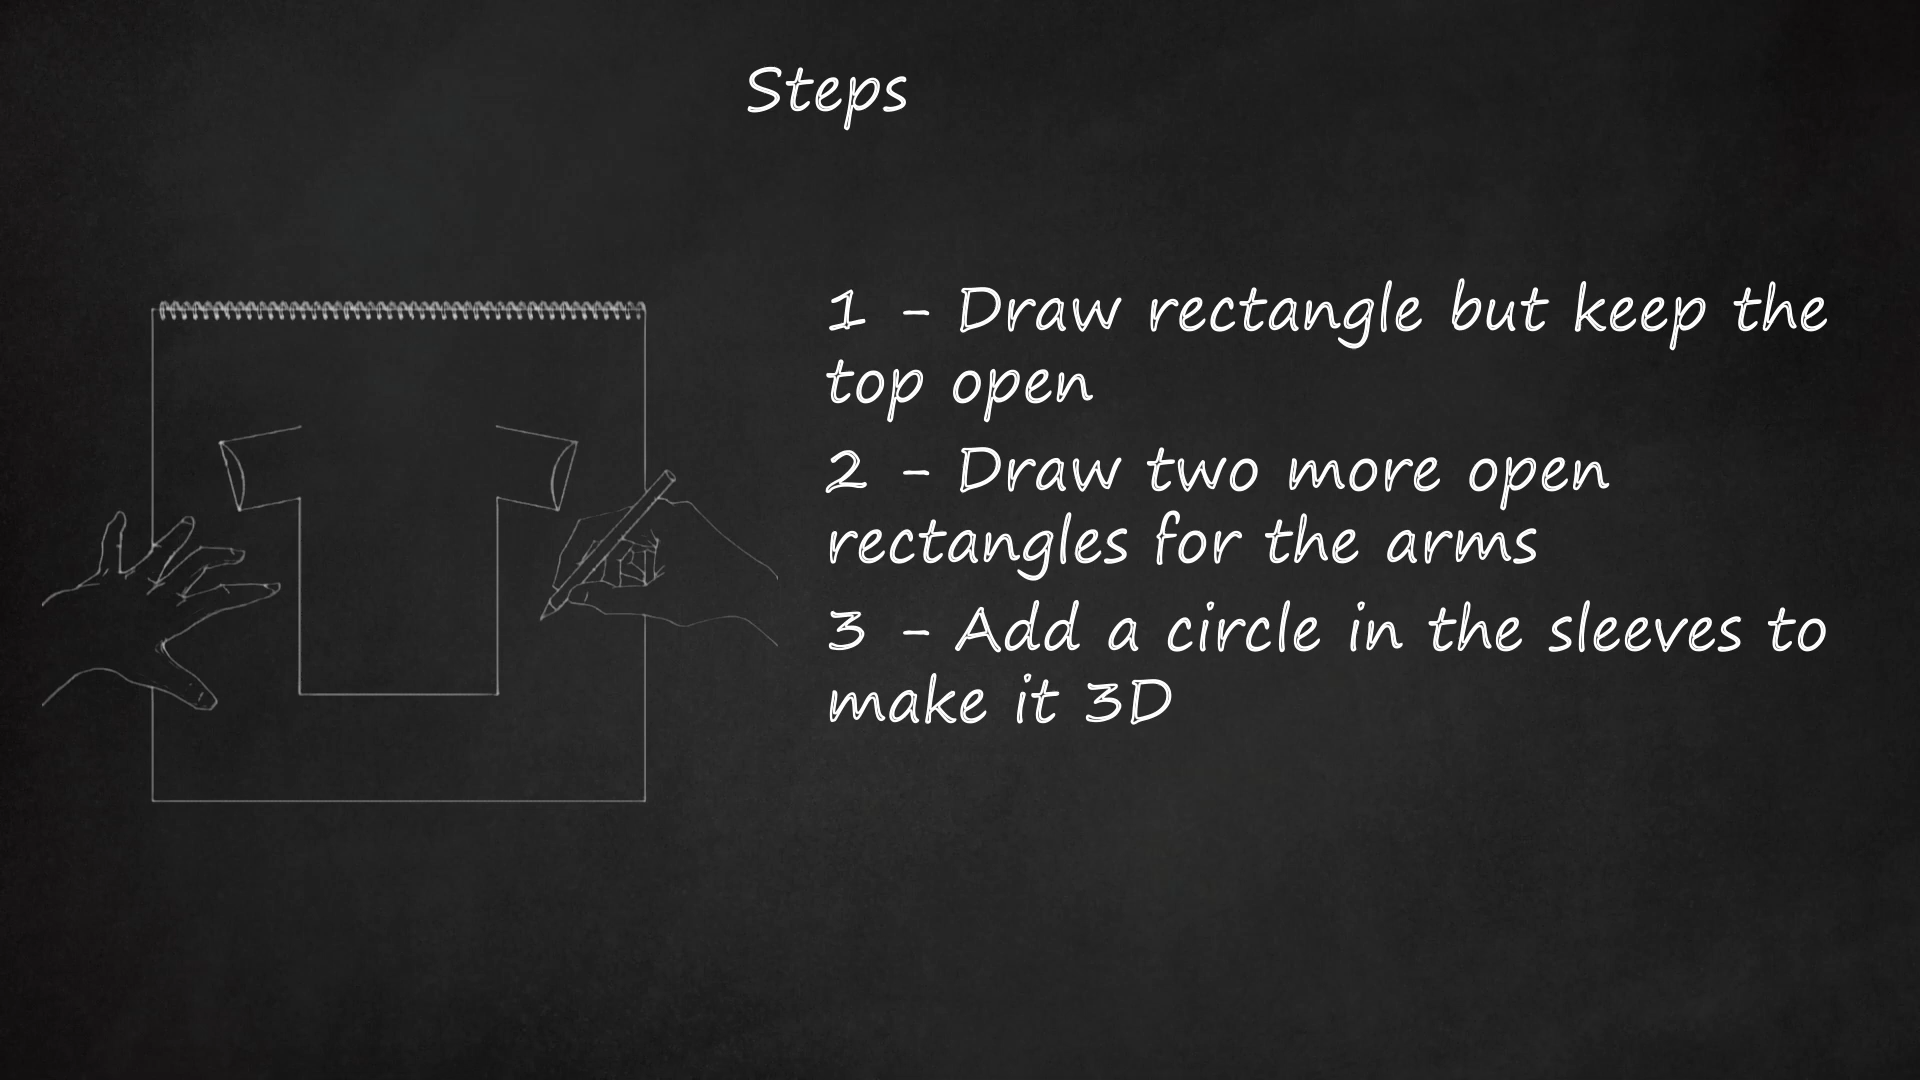 Steps
1 - Draw rectangle but keep the
top open
2 - Draw two more open
rectangles for the arms
3 - Add a circle in the sleeves to
make it 3D